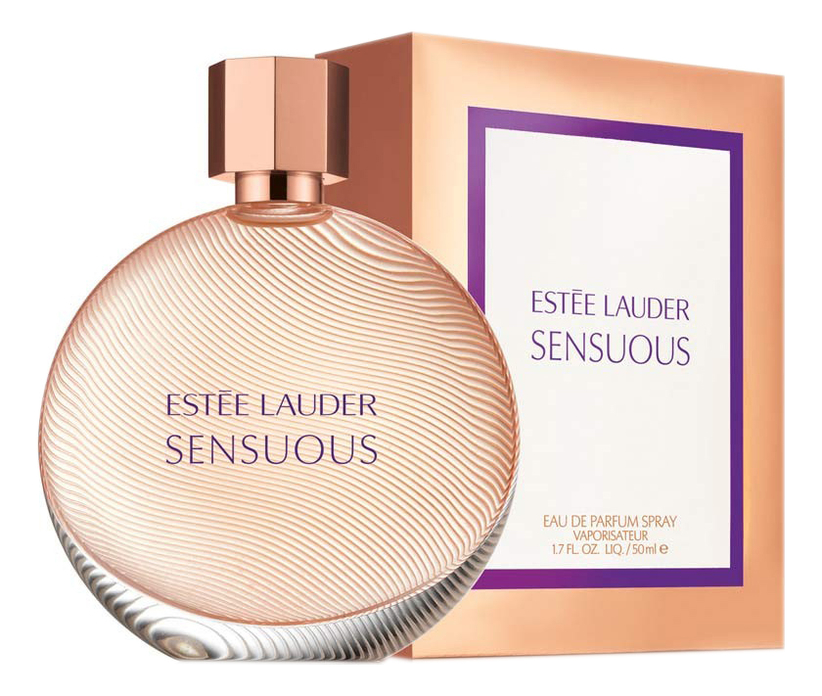 ESTĒE LAUDER
SENSUOUS
ESTĒE LAUDER
SENSUOUS
EAU DE PARFUM SPRAY
VAPORISATEUR
1.7 FL. OZ. LIQ./50ml ℮